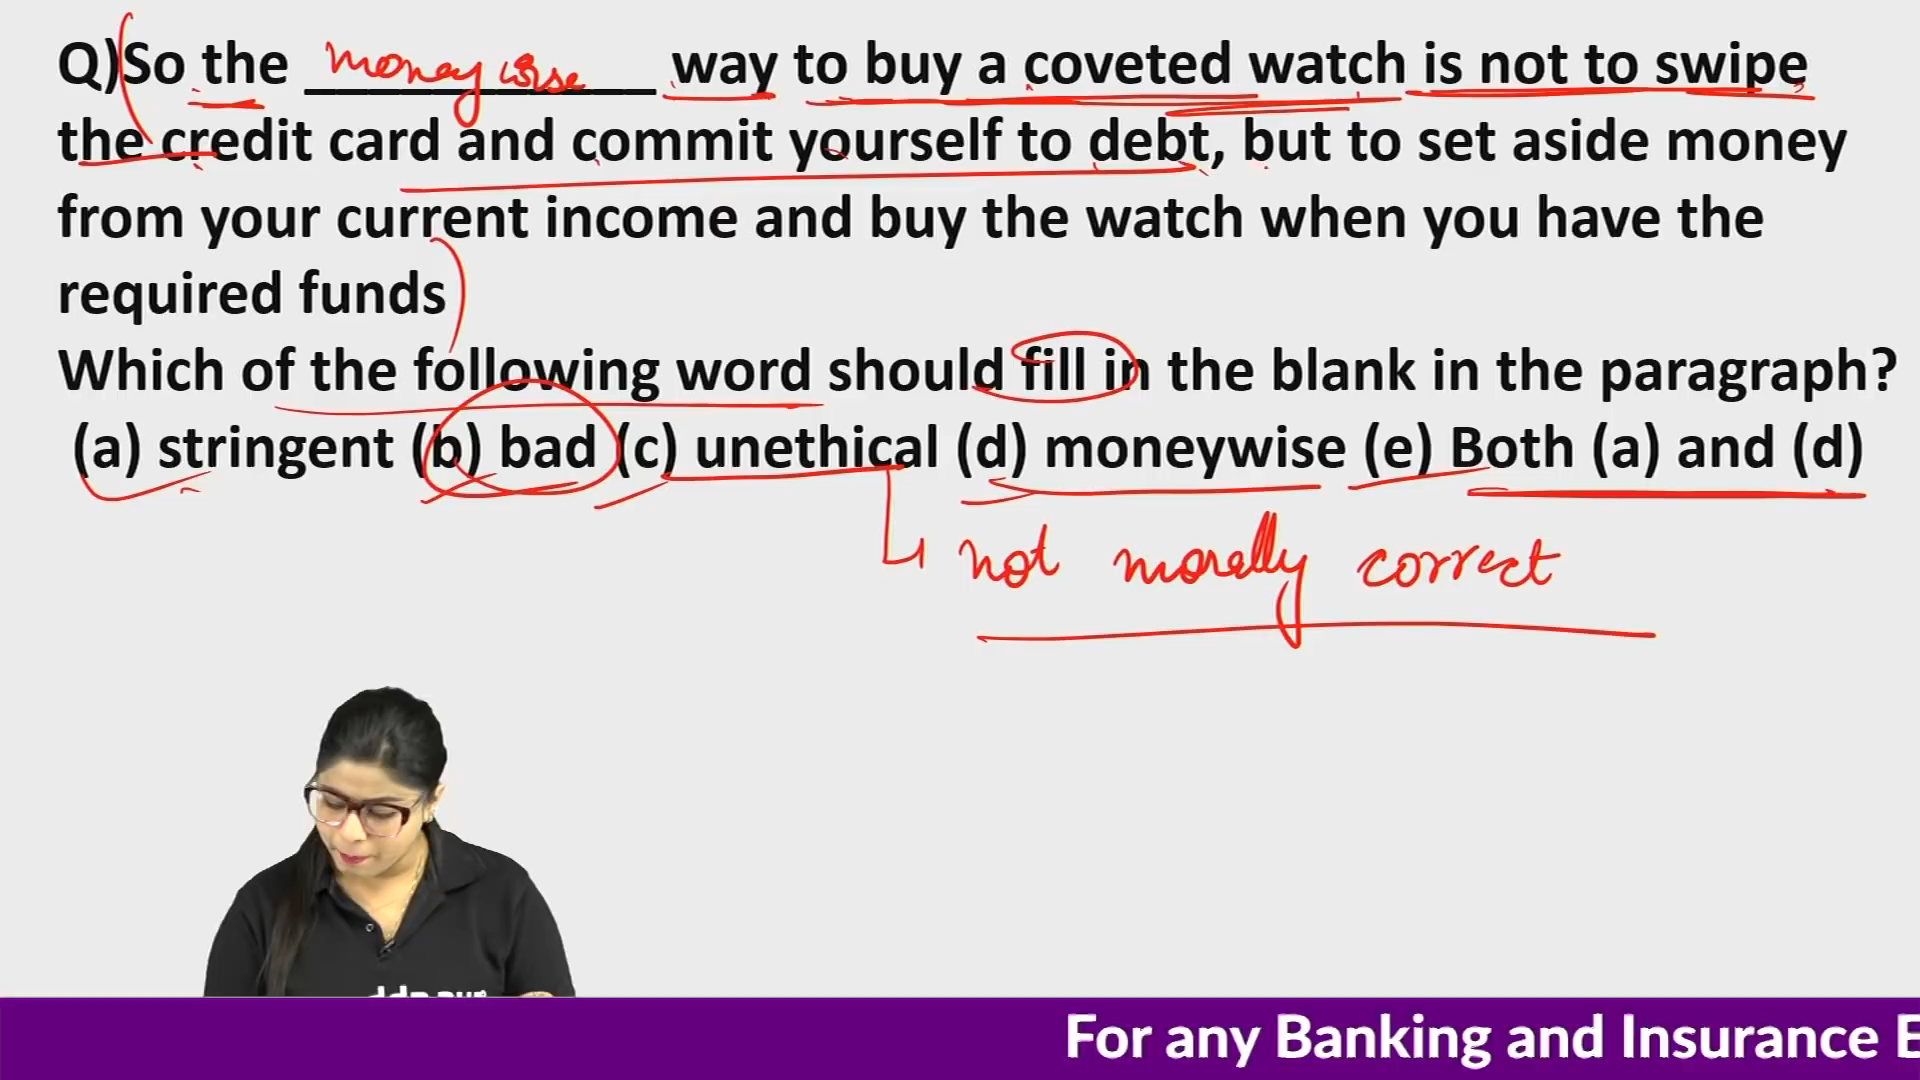 Q)So the money wise way to buy a coveted watch is not to swipe
the credit card and commit yourself to debt, but to set aside money
from your current income and buy the watch when you have the
required funds
Which of the following word should fill in the blank in the paragraph?
(a) stringent (b) bad (c) unethical (d) moneywise (e) Both (a) and (d)
not morally correct
For any Banking and Insurance E